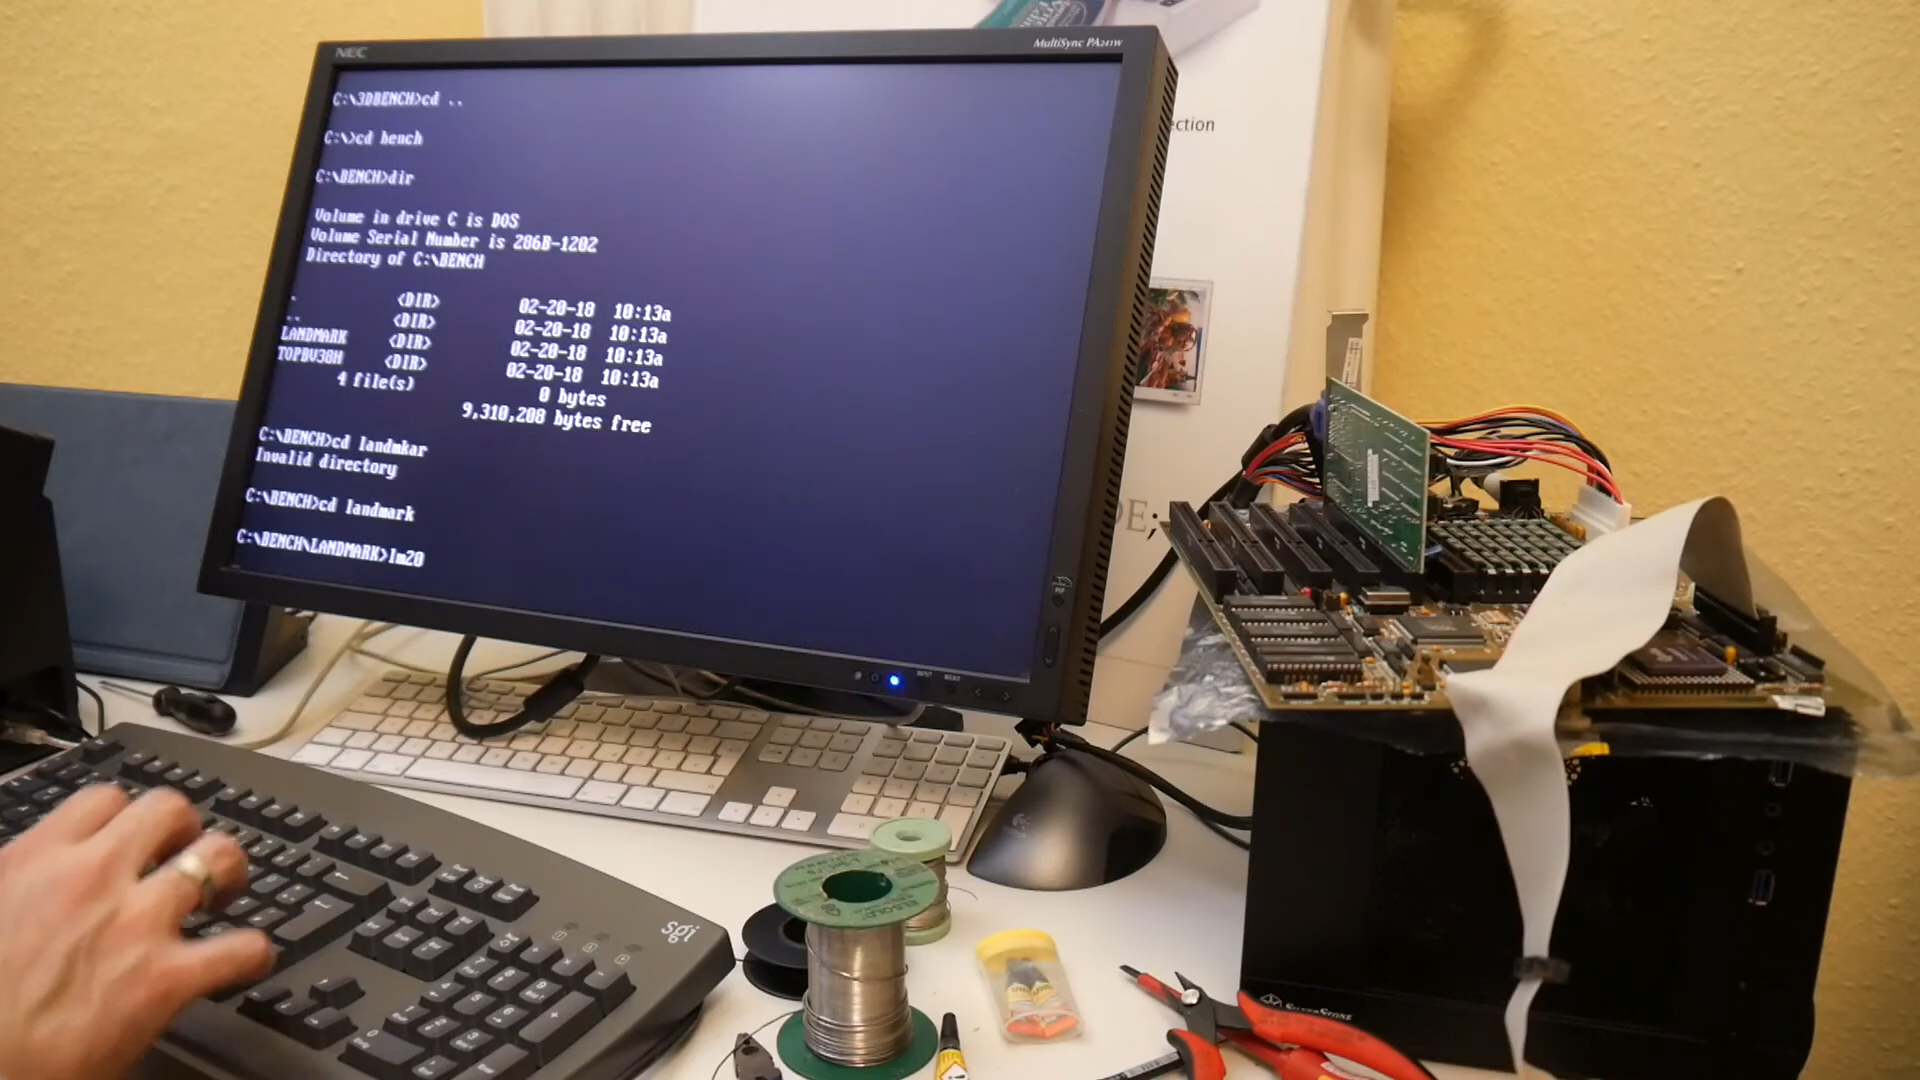 NEC
MultiSync PA241W
C:\3DBENCH>cd ..
C:\>cd bench
C:\BENCH>dir
Volume in drive C is DOS
Volume Serial Number is 286B-1202
Directory of C:\BENCH
. <DIR> 02-20-18 10:13a
.. <DIR> 02-20-18 10:13a
LANDMARK <DIR> 02-20-18 10:13a
TOPBV38H <DIR> 02-20-18 10:13a
4 file(s) 0 bytes
9,310,208 bytes free
C:\BENCH>cd landmkar
Invalid directory
C:\BENCH>cd landmark
C:\BENCH\LANDMARK>lm20
ection
DE;
sgi
SILVERSTONE